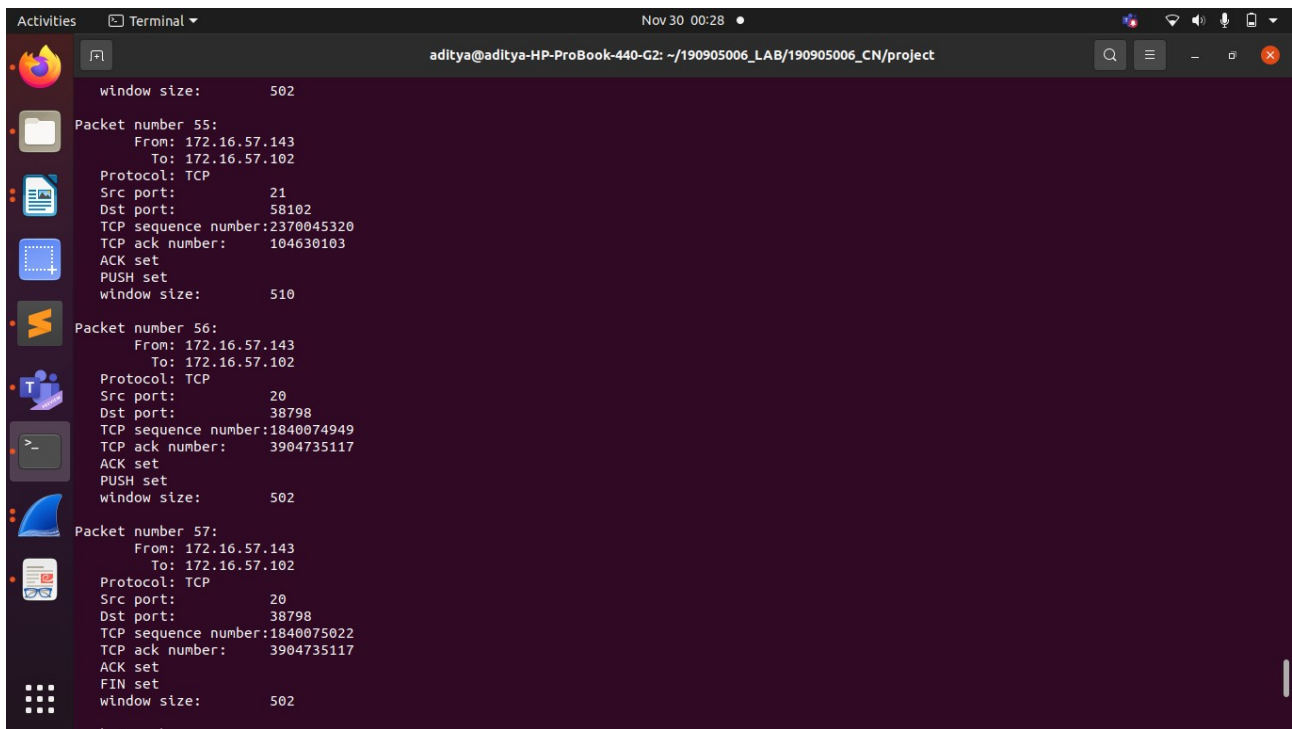 Activities Terminal Nov 30 00:28
aditya@aditya-HP-ProBook-440-G2: ~/190905006_LAB/190905006_CN/project
window size: 502
Packet number 55:
From: 172.16.57.143
To: 172.16.57.102
Protocol: TCP
Src port: 21
Dst port: 58102
TCP sequence number:2370045320
TCP ack number: 104630103
ACK set
PUSH set
window size: 510
Packet number 56:
From: 172.16.57.143
To: 172.16.57.102
Protocol: TCP
Src port: 20
Dst port: 38798
TCP sequence number:1840074949
TCP ack number: 3904735117
ACK set
PUSH set
window size: 502
Packet number 57:
From: 172.16.57.143
To: 172.16.57.102
Protocol: TCP
Src port: 20
Dst port: 38798
TCP sequence number:1840075022
TCP ack number: 3904735117
ACK set
FIN set
window size: 502